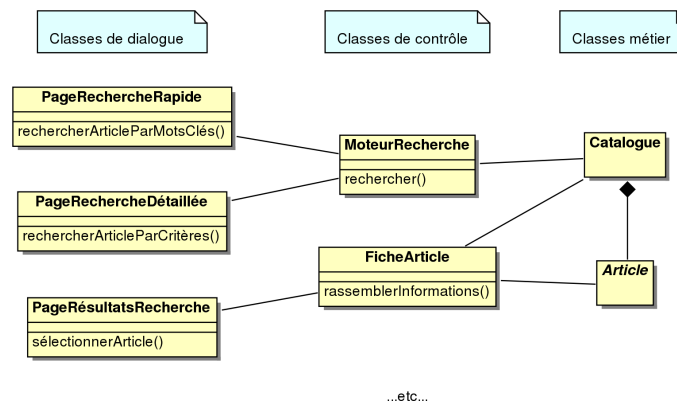 Classes de dialogue
Classes de contrôle
Classes métier
PageRechercheRapide
rechercherArticleParMotsClés()
MoteurRecherche
rechercher()
Catalogue
PageRechercheDétaillée
rechercherArticleParCritères()
FicheArticle
rassemblerInformations()
Article
PageRésultatsRecherche
sélectionnerArticle()
...etc...